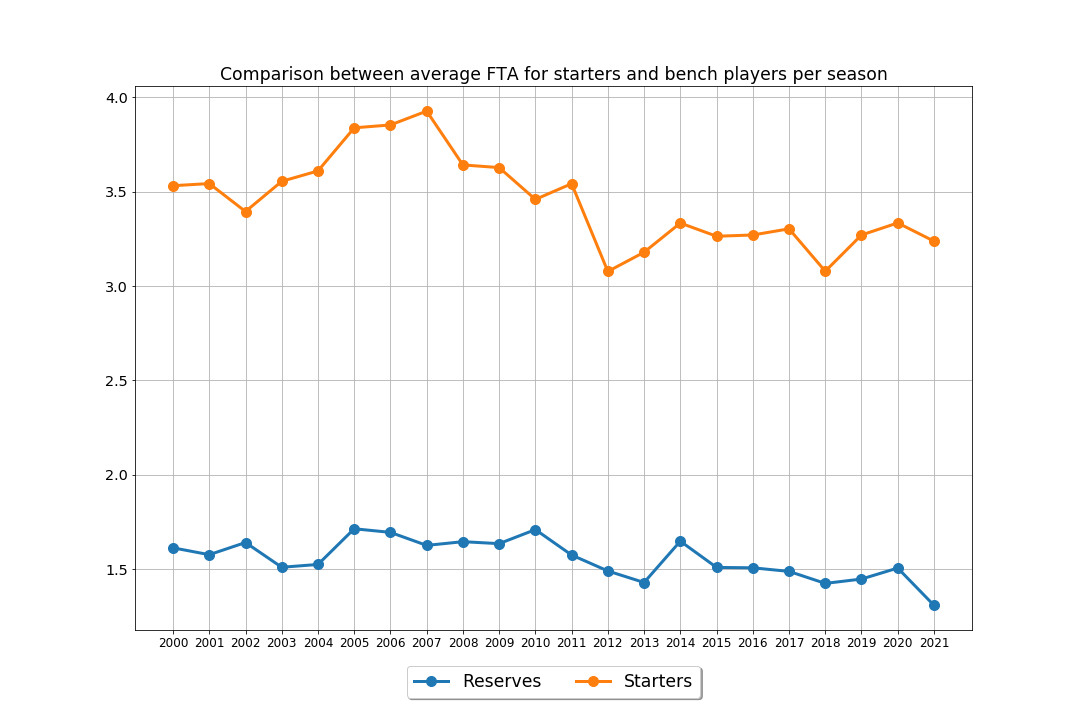 Comparison between average FTA for starters and bench players per season
4.0
3.5
3.0
2.5
2.0
1.5
2000 2001 2002 2003 2004 2005 2006 2007 2008 2009 2010 2011 2012 2013 2014 2015 2016 2017 2018 2019 2020 2021
Reserves Starters